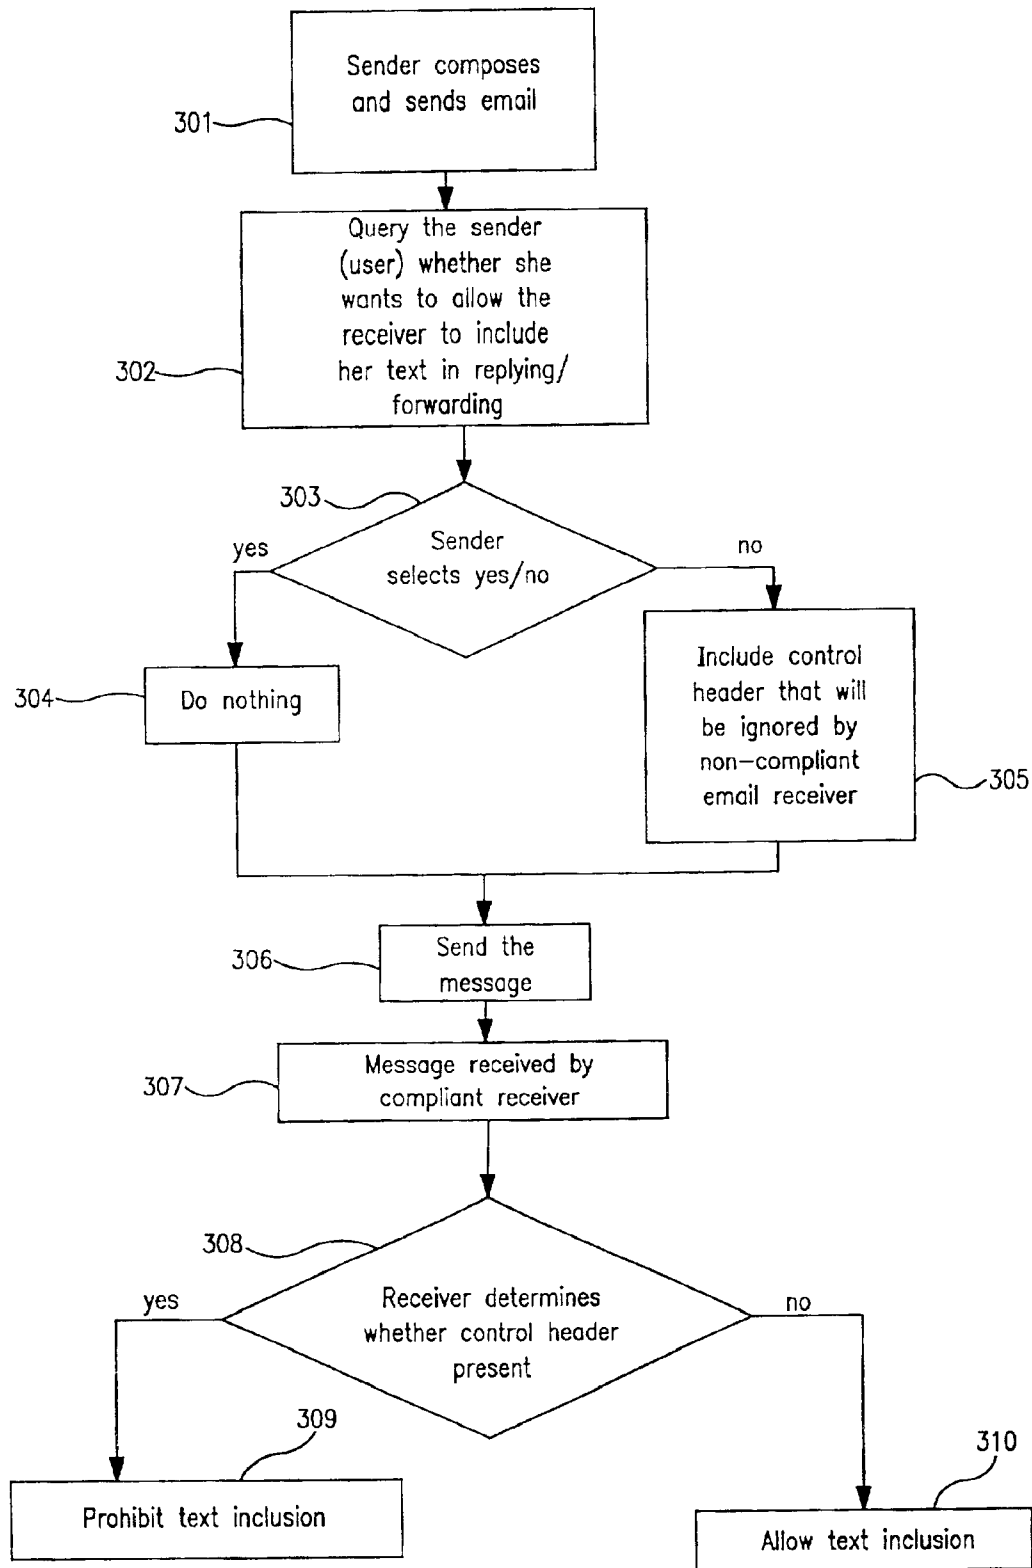 Sender composes
and sends email
301
Query the sender
(user) whether she
wants to allow the
receiver to include
her text in replying/
forwarding
302
303
Sender
selects yes/no
yes
no
304
Do nothing
Include control
header that will
be ignored by
non-compliant
email receiver
305
306
Send the
message
307
Message received by
compliant receiver
308
Receiver determines
whether control header
present
yes
no
309
Prohibit text inclusion
310
Allow text inclusion